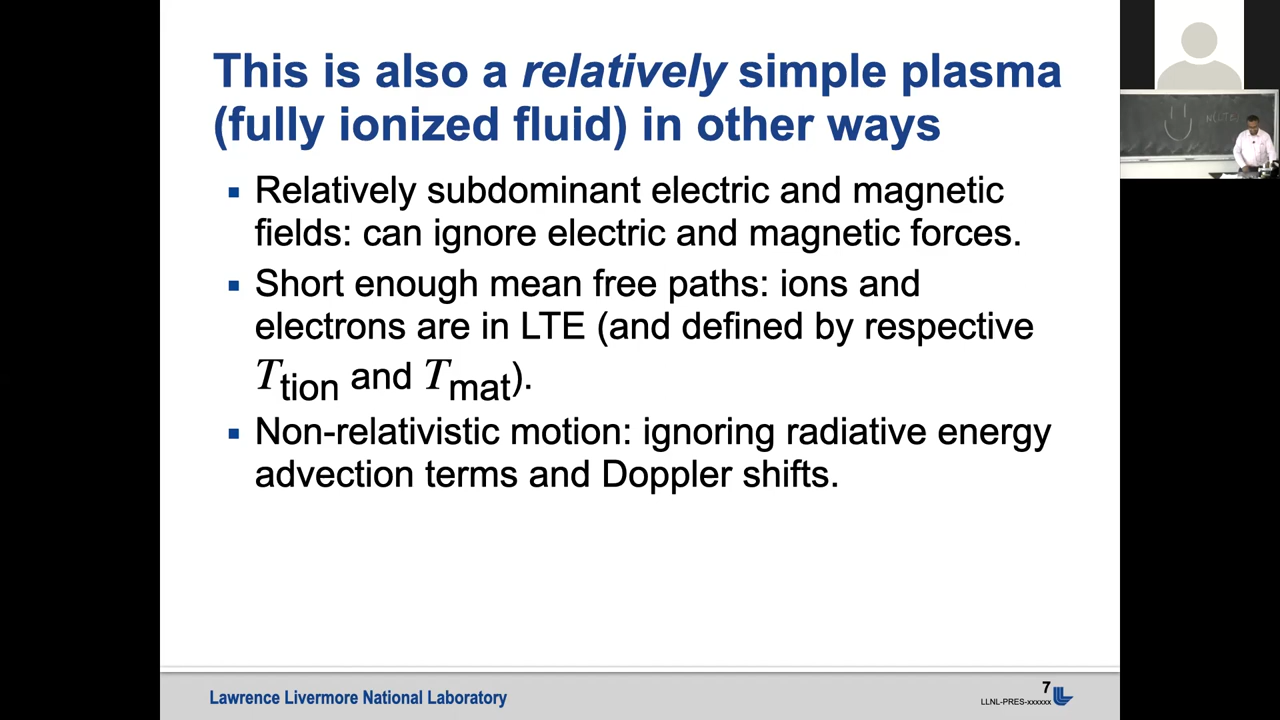 This is also a relatively simple plasma
(fully ionized fluid) in other ways
▪ Relatively subdominant electric and magnetic
fields: can ignore electric and magnetic forces.
▪ Short enough mean free paths: ions and
electrons are in LTE (and defined by respective
T_tion and T_mat).
▪ Non-relativistic motion: ignoring radiative energy
advection terms and Doppler shifts.
Lawrence Livermore National Laboratory
7
LLNL-PRES-xxxxxx